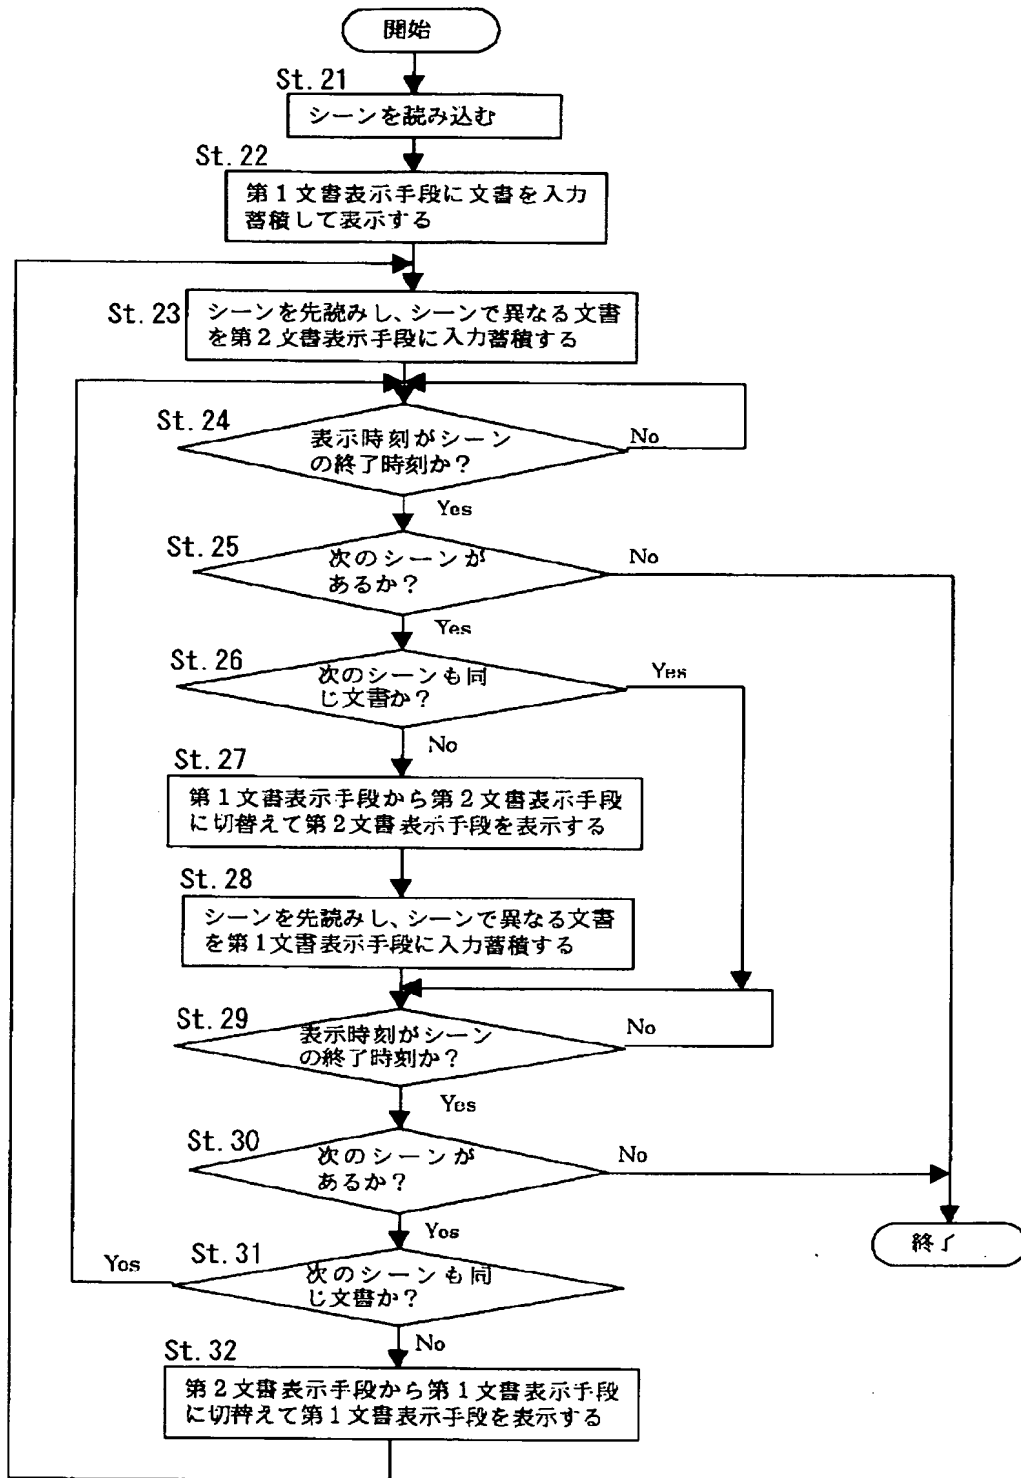 開始
St. 21
シーンを読み込む
St. 22
第1文書表示手段に文書を入力
蓄積して表示する
St. 23
シーンを先読みし、シーンで異なる文書
を第2文書表示手段に入力蓄積する
St. 24
表示時刻がシーン
の終了時刻か?
No
Yes
St. 25
次のシーンが
あるか?
No
Yes
St. 26
次のシーンも同
じ文書か?
Yes
No
St. 27
第1文書表示手段から第2文書表示手段
に切替えて第2文書表示手段を表示する
St. 28
シーンを先読みし、シーンで異なる文書
を第1文書表示手段に入力蓄積する
St. 29
表示時刻がシーン
の終了時刻か?
No
Yes
St. 30
次のシーンが
あるか?
No
Yes
終了
St. 31
次のシーンも同
じ文書か?
Yes
No
St. 32
第2文書表示手段から第1文書表示手段
に切替えて第1文書表示手段を表示する